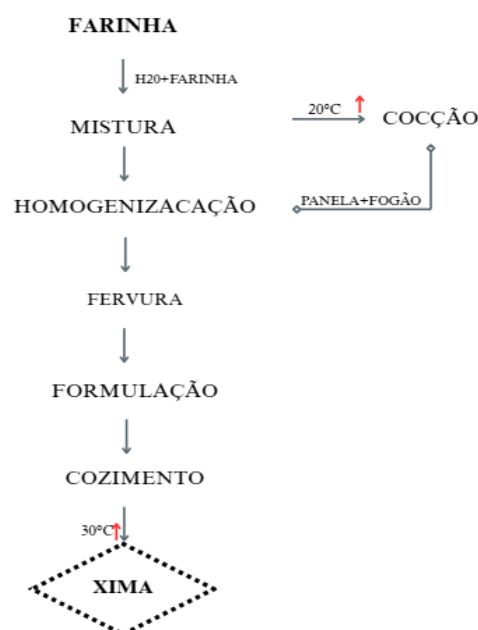 FARINHA
H20+FARINHA
MISTURA
20°C
COCÇÃO
PANELA+FOGÃO
HOMOGENIZACAÇÃO
FERVURA
FORMULAÇÃO
COZIMENTO
30°C
XIMA